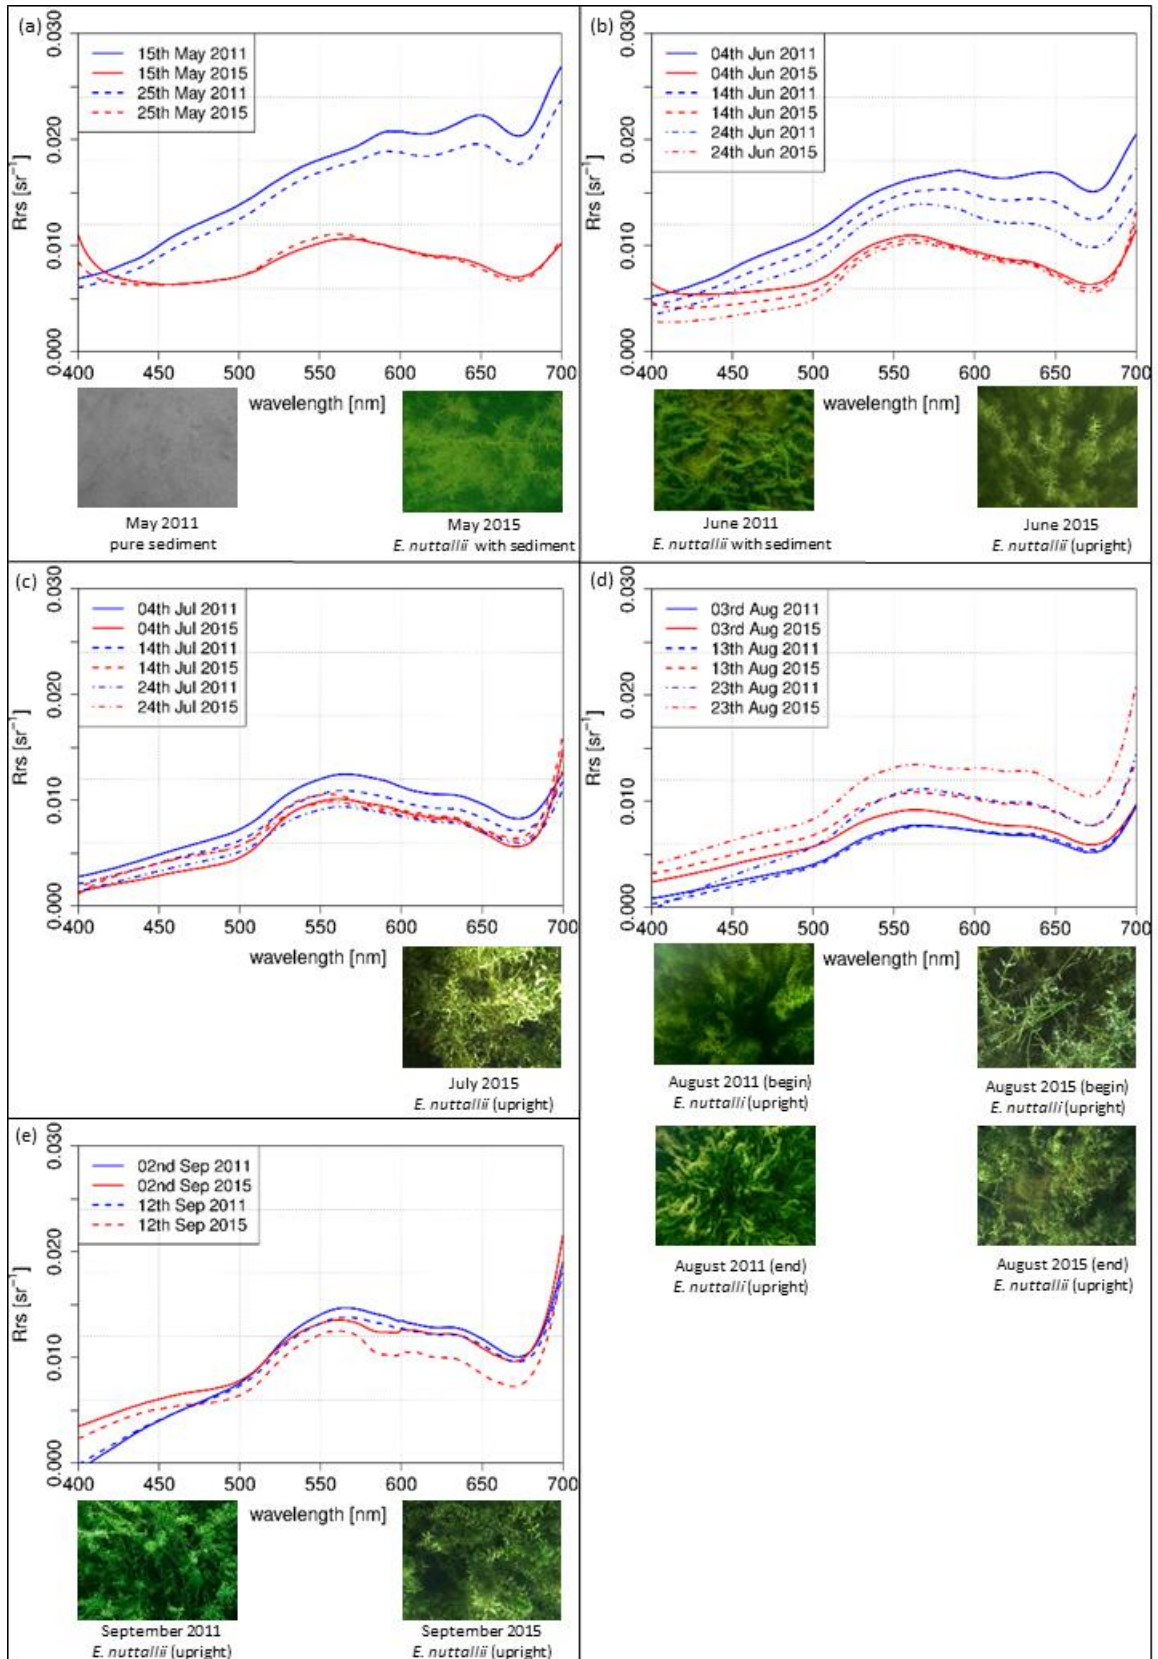 (a)
0.030
0.020
0.010
0.000
Rrs [sr⁻¹]
15th May 2011
15th May 2015
25th May 2011
25th May 2015
400 450 500 550 600 650 700
wavelength [nm]
May 2011
pure sediment
May 2015
E. nuttallii with sediment
(b)
0.030
0.020
0.010
0.000
Rrs [sr⁻¹]
04th Jun 2011
04th Jun 2015
14th Jun 2011
14th Jun 2015
24th Jun 2011
24th Jun 2015
400 450 500 550 600 650 700
wavelength [nm]
June 2011
E. nuttallii with sediment
June 2015
E. nuttallii (upright)
(c)
0.030
0.020
0.010
0.000
Rrs [sr⁻¹]
04th Jul 2011
04th Jul 2015
14th Jul 2011
14th Jul 2015
24th Jul 2011
24th Jul 2015
400 450 500 550 600 650 700
wavelength [nm]
July 2015
E. nuttallii (upright)
(d)
0.030
0.020
0.010
0.000
Rrs [sr⁻¹]
03rd Aug 2011
03rd Aug 2015
13th Aug 2011
13th Aug 2015
23th Aug 2011
23th Aug 2015
400 450 500 550 600 650 700
wavelength [nm]
August 2011 (begin)
E. nuttalli (upright)
August 2015 (begin)
E. nuttalli (upright)
August 2011 (end)
E. nuttalli (upright)
August 2015 (end)
E. nuttallii (upright)
(e)
0.030
0.020
0.010
0.000
Rrs [sr⁻¹]
02nd Sep 2011
02nd Sep 2015
12th Sep 2011
12th Sep 2015
400 450 500 550 600 650 700
wavelength [nm]
September 2011
E. nuttallii (upright)
September 2015
E. nuttallii (upright)